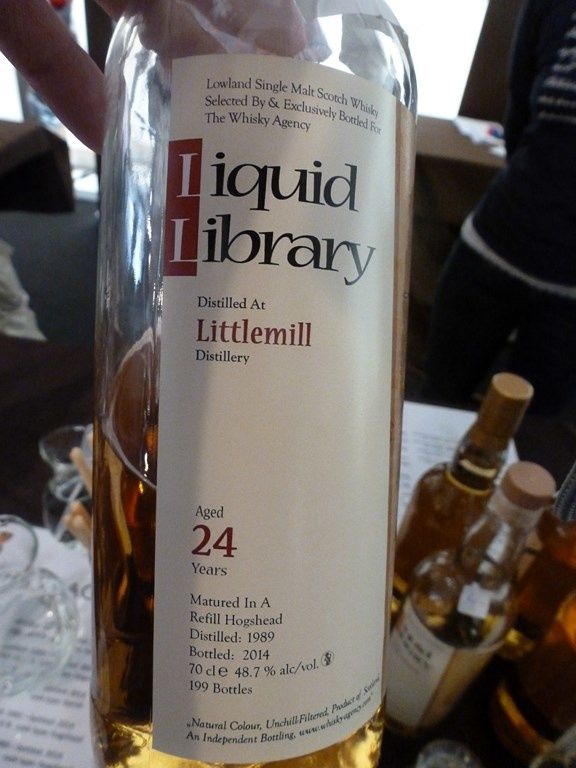 Lowland Single Malt Scotch Whisky
Selected By & Exclusively Bottled For
The Whisky Agency
Liquid
Library
Distilled At
Littlemill
Distillery
Aged
24
Years
Matured In A
Refill Hogshead
Distilled: 1989
Bottled: 2014
70 cl e 48.7 % alc/vol.
199 Bottles
„Natural Colour, Unchill-Filtered, Product of Scotland
An Independent Bottling, www.whiskyagency.com